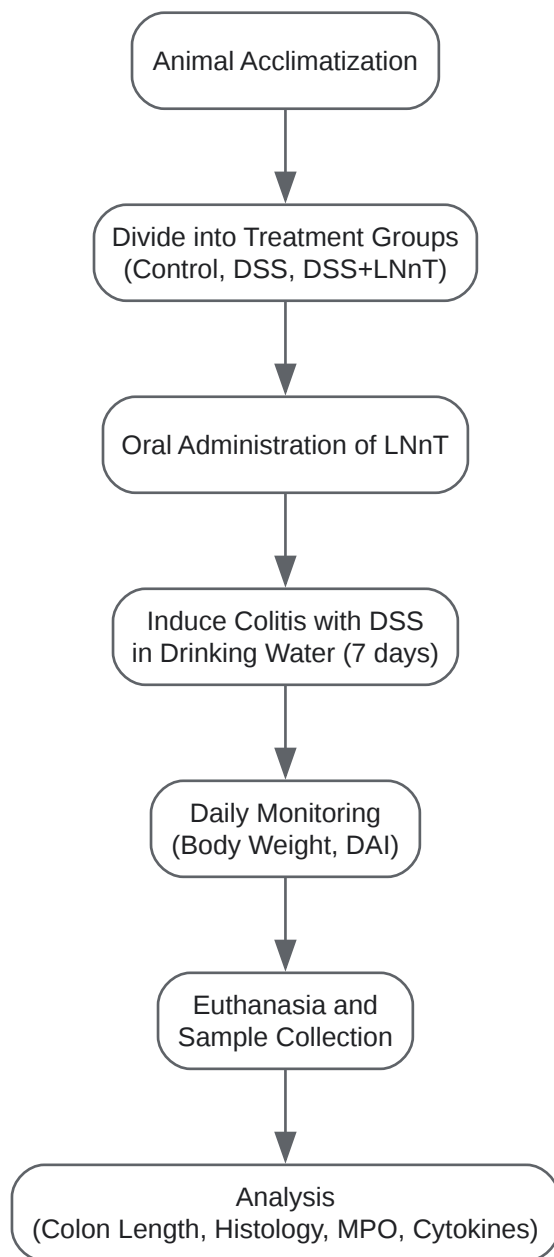 Animal Acclimatization
Divide into Treatment Groups
(Control, DSS, DSS+LNnT)
Oral Administration of LNnT
Induce Colitis with DSS
in Drinking Water (7 days)
Daily Monitoring
(Body Weight, DAI)
Euthanasia and
Sample Collection
Analysis
(Colon Length, Histology, MPO, Cytokines)